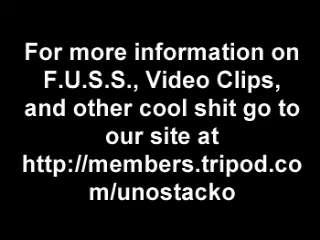 For more information on
F.U.S.S., Video Clips,
and other cool shit go to
our site at
http://members.tripod.co
m/unostacko